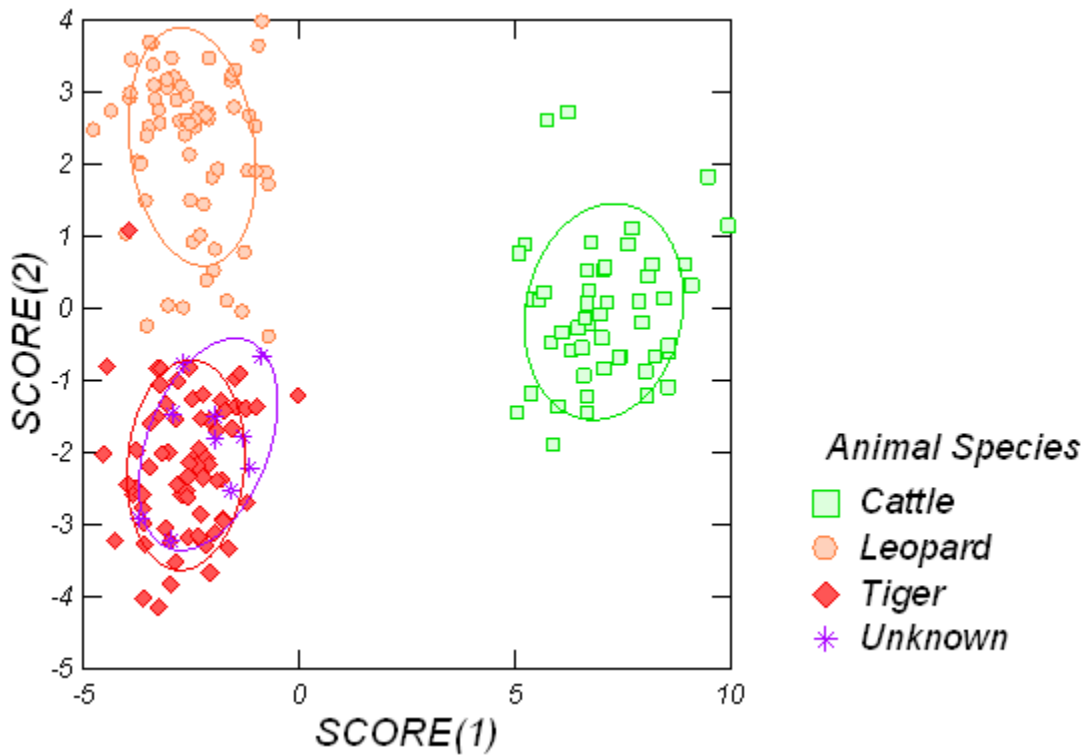 4
3
2
1
0
-1
-2
-3
-4
-5
SCORE(2)
-5 0 5 10
SCORE(1)
Animal Species
Cattle
Leopard
Tiger
Unknown